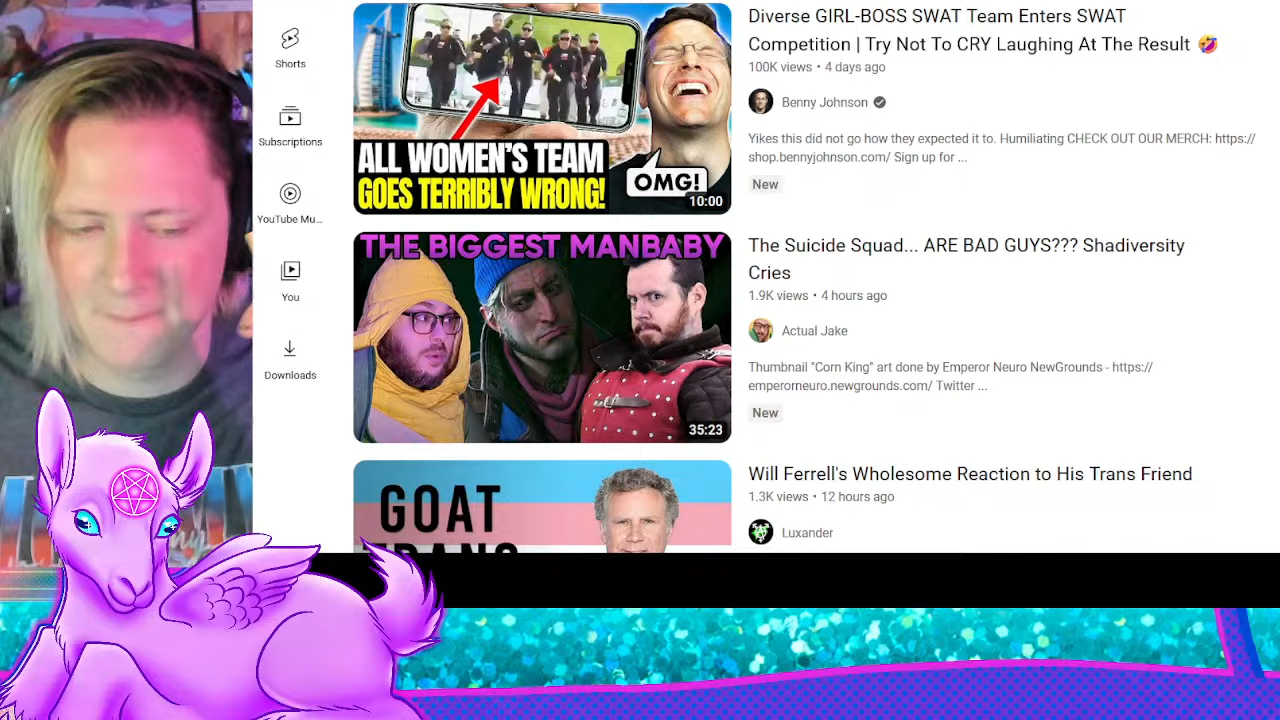 Shorts
Subscriptions
YouTube Mu...
You
Downloads
ALL WOMEN'S TEAM
GOES TERRIBLY WRONG!
OMG!
10:00
Diverse GIRL-BOSS SWAT Team Enters SWAT
Competition | Try Not To CRY Laughing At The Result 🤣
100K views • 4 days ago
Benny Johnson
Yikes this did not go how they expected it to. Humiliating CHECK OUT OUR MERCH: https://
shop.bennyjohnson.com/ Sign up for ...
New
THE BIGGEST MANBABY
35:23
The Suicide Squad... ARE BAD GUYS??? Shadiversity
Cries
1.9K views • 4 hours ago
Actual Jake
Thumbnail "Corn King" art done by Emperor Neuro NewGrounds - https://
emperorneuro.newgrounds.com/ Twitter ...
New
GOAT
TRANS
Will Ferrell's Wholesome Reaction to His Trans Friend
1.3K views • 12 hours ago
Luxander